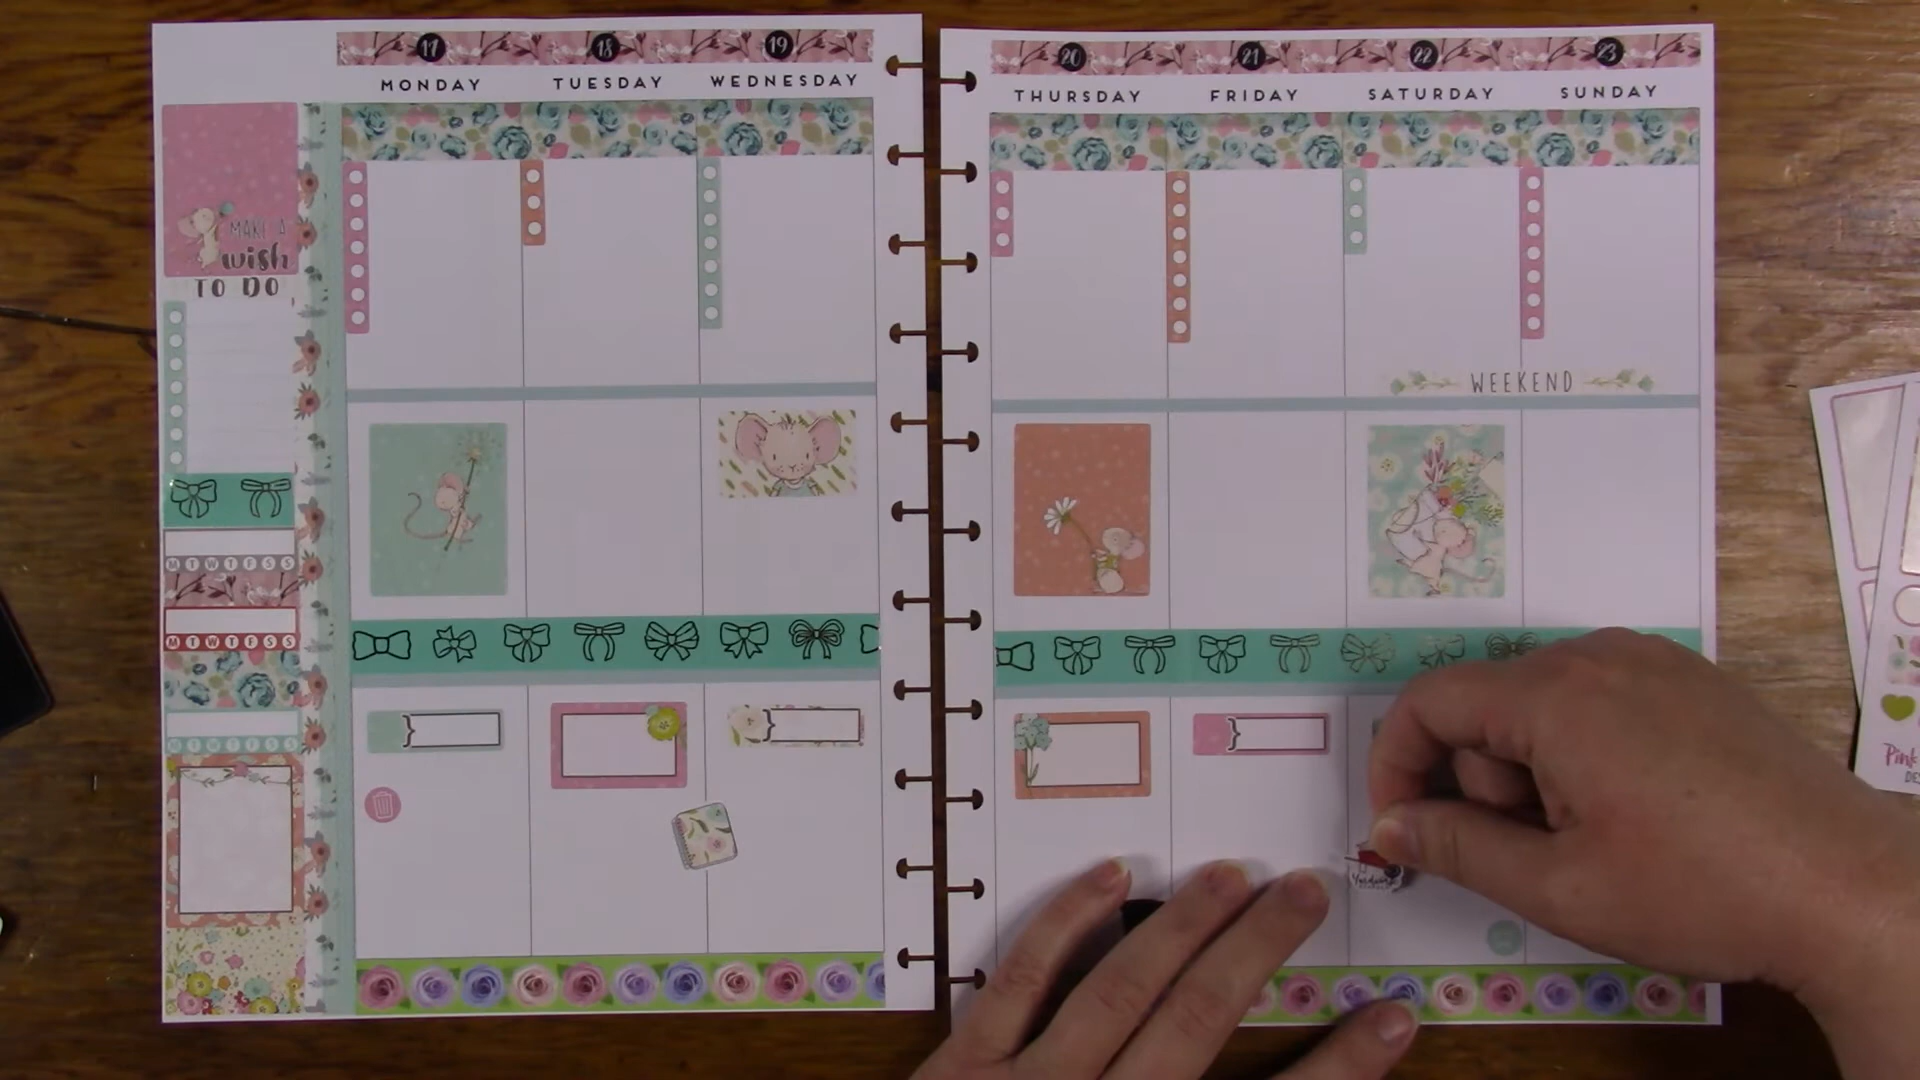 17 18 19
MONDAY TUESDAY WEDNESDAY
MAKE A
wish
TO DO
M T W T F S S
M T W T F S S
M T W T F S S
20 21 22 23
THURSDAY FRIDAY SATURDAY SUNDAY
WEEKEND
Pink